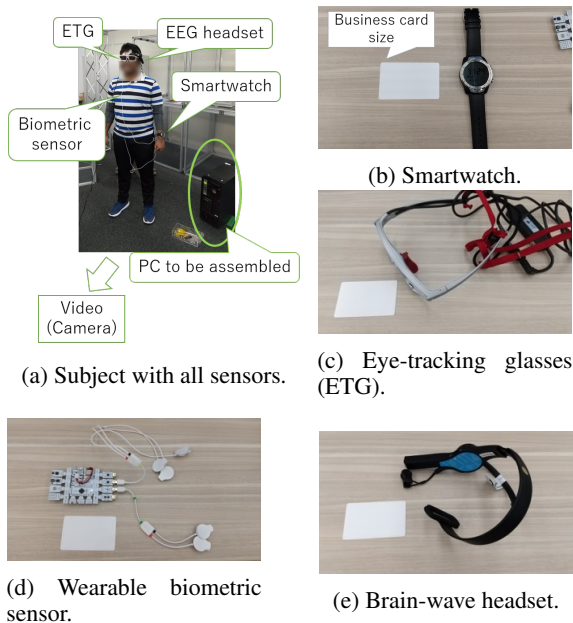 ETG
EEG headset
Smartwatch
Biometric
sensor
PC to be assembled
Video
(Camera)
(a) Subject with all sensors.
Business card
size
(b) Smartwatch.
(c) Eye-tracking glasses
(ETG).
(d) Wearable biometric
sensor.
(e) Brain-wave headset.